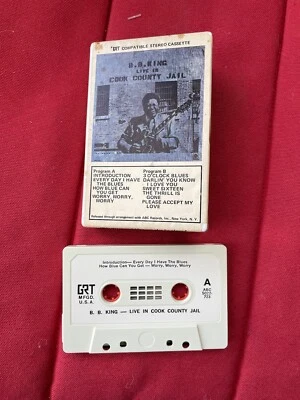 GRT COMPATIBLE STEREO CASSETTE
B.B. KING
LIVE IN
COOK COUNTY JAIL
Program A
INTRODUCTION
EVERY DAY I HAVE
THE BLUES
HOW BLUE CAN YOU
GET
WORRY, WORRY,
WORRY
Program B
3 O'CLOCK BLUES
DARLIN' YOU KNOW
I LOVE YOU
SWEET SIXTEEN
THE THRILL IS
GONE
PLEASE ACCEPT MY
LOVE
Released through arrangement with ABC Records, Inc., New York, N.Y.
Introduction— Every Day I Have The Blues
How Blue Can You Get — Worry, Worry, Worry
GRT
MFGD.
U.S.A.
A
ABC
723
B. B. KING — LIVE IN COOK COUNTY JAIL